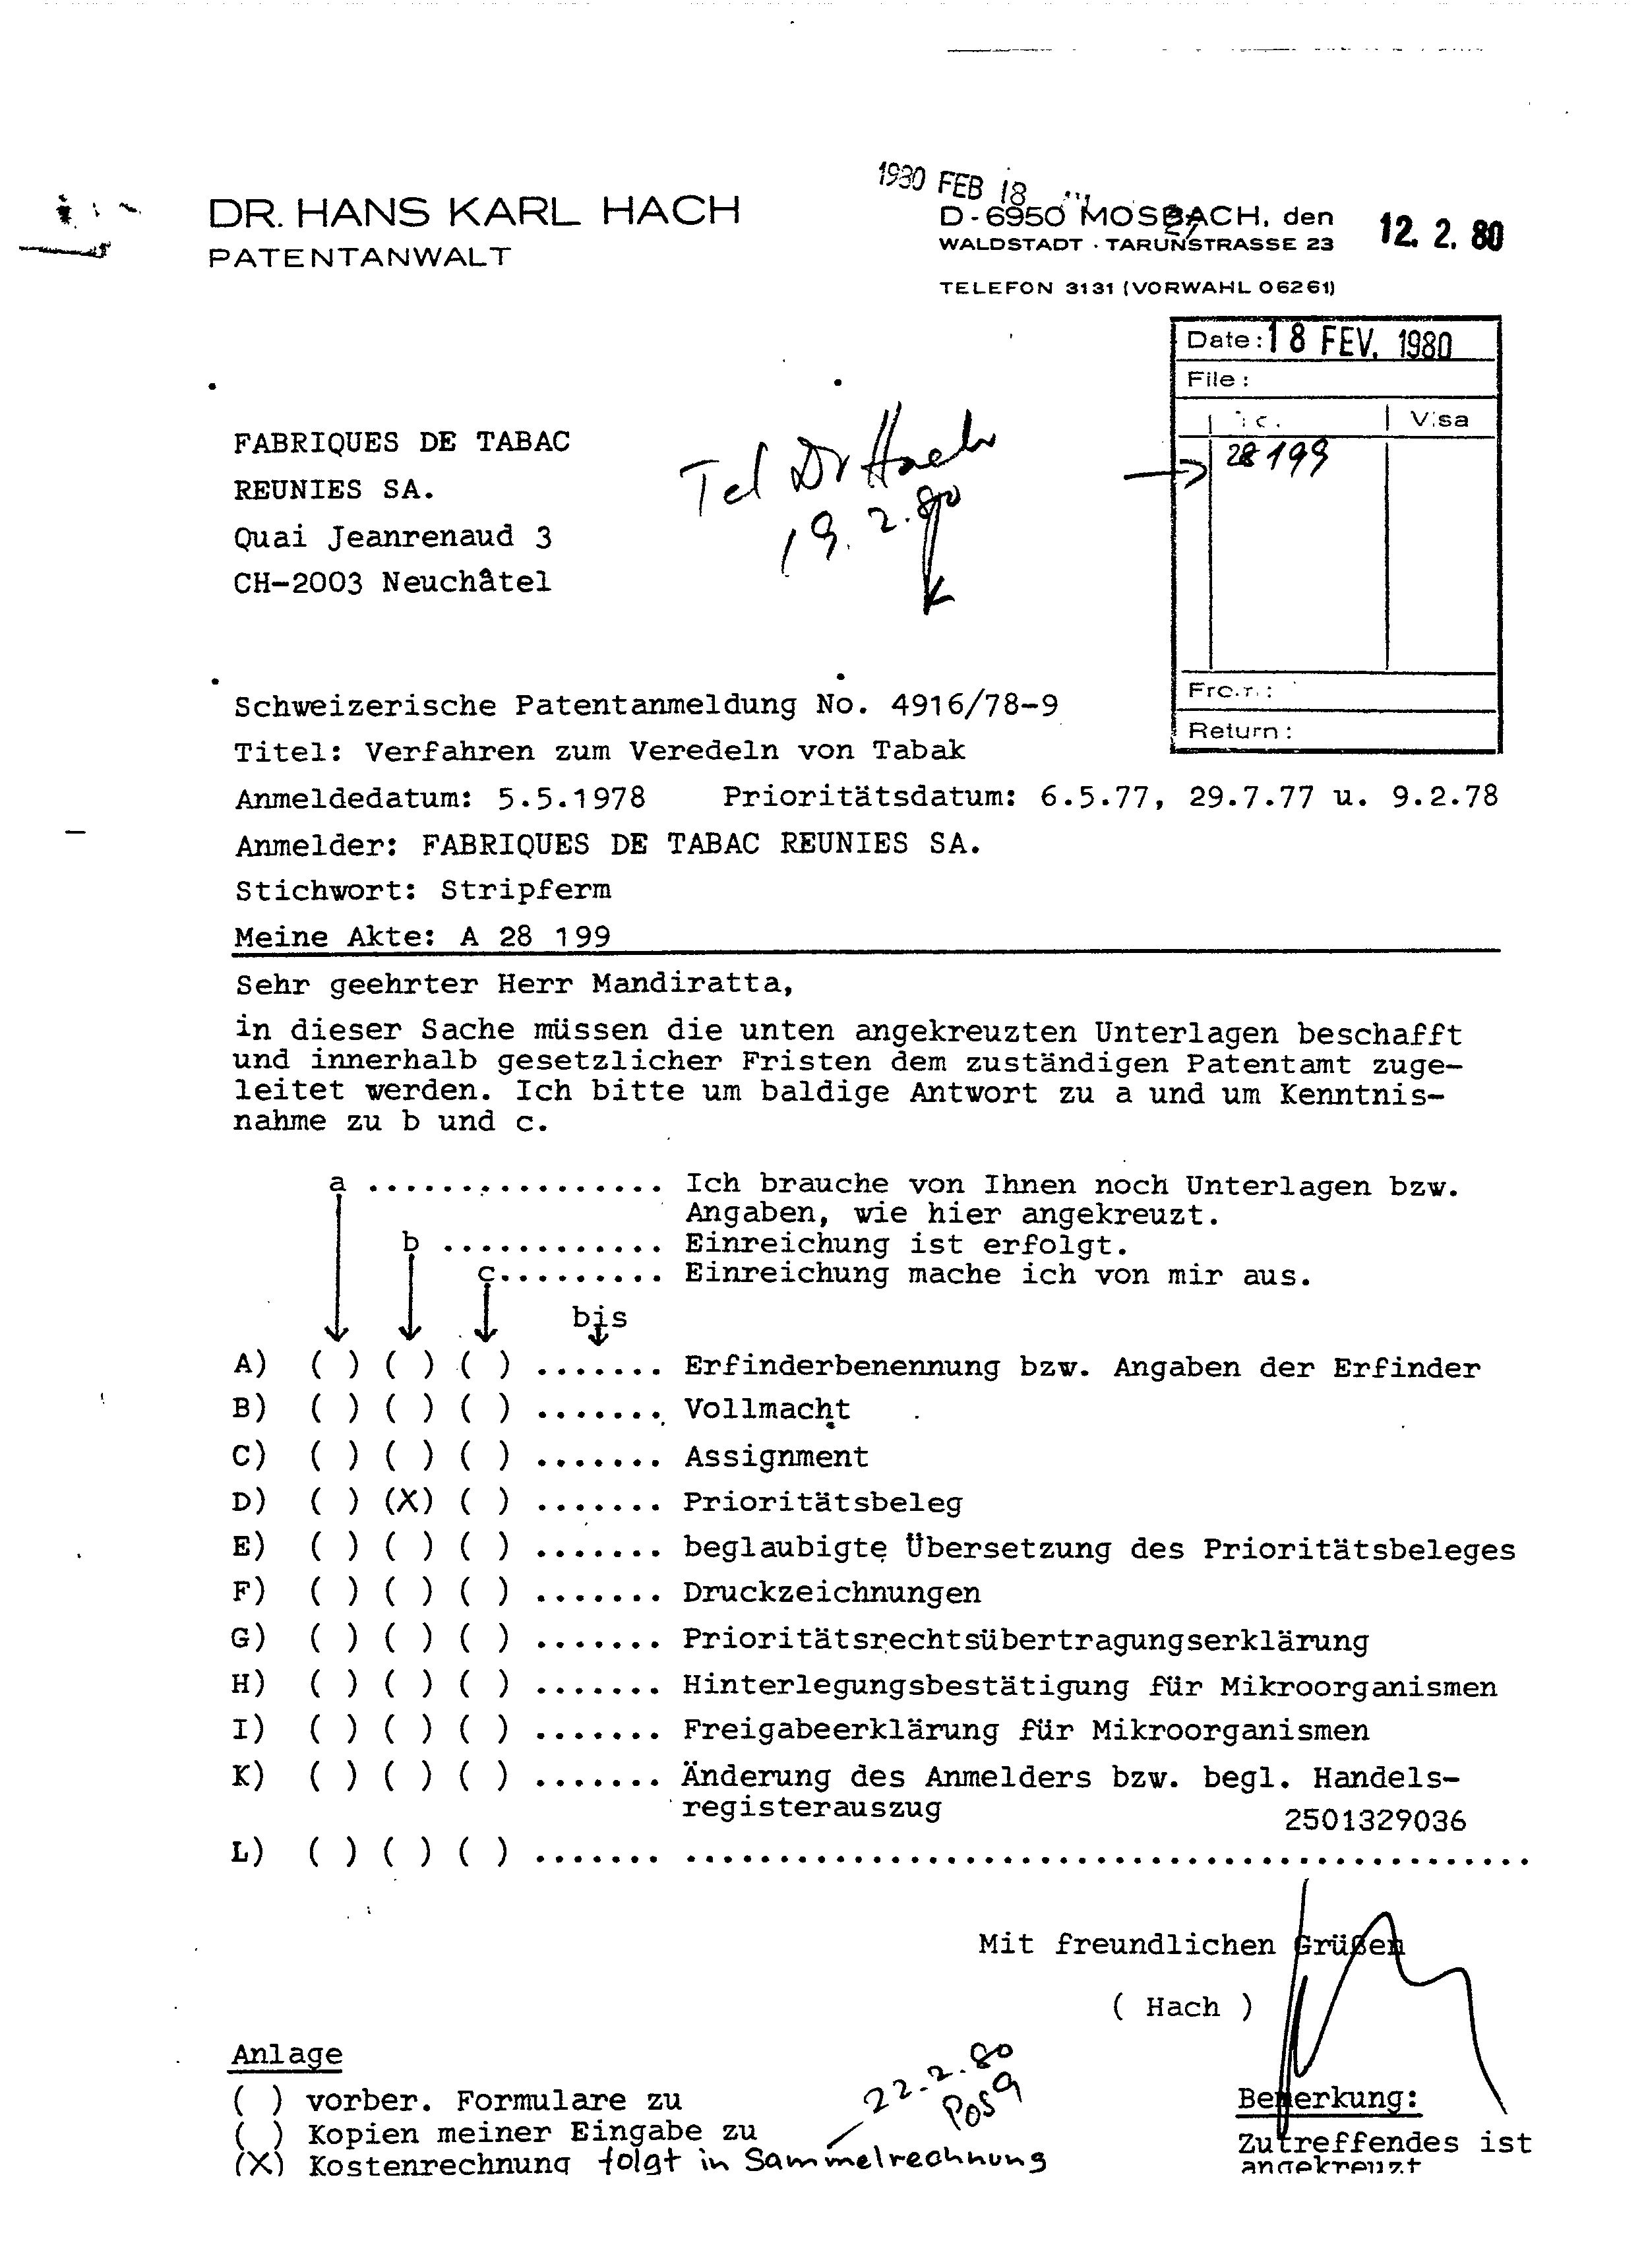 1980 FEB 18
DR. HANS KARL HACH
PATENTANWALT
D-6950 MOSBACH, den 12. 2. 80
WALDSTADT · TARUNSTRASSE 23
TELEFON 3131 (VORWAHL 06261)
Date: 18 FEV. 1980
File:
Visa
28 199
Return:
FABRIQUES DE TABAC
REUNIES SA.
Quai Jeanrenaud 3
CH-2003 Neuchâtel
Tel Dr Hach
19.2.80
Schweizerische Patentanmeldung No. 4916/78-9
Titel: Verfahren zum Veredeln von Tabak
Anmeldedatum: 5.5.1978 Prioritätsdatum: 6.5.77, 29.7.77 u. 9.2.78
Anmelder: FABRIQUES DE TABAC REUNIES SA.
Stichwort: Stripferm
Meine Akte: A 28 199
Sehr geehrter Herr Mandiratta,
in dieser Sache müssen die unten angekreuzten Unterlagen beschafft
und innerhalb gesetzlicher Fristen dem zuständigen Patentamt zuge-
leitet werden. Ich bitte um baldige Antwort zu a und um Kenntnis-
nahme zu b und c.
a ................ Ich brauche von Ihnen noch Unterlagen bzw.
Angaben, wie hier angekreuzt.
b ............ Einreichung ist erfolgt.
c......... Einreichung mache ich von mir aus.
bis
A) ( ) ( ) ( ) ....... Erfinderbenennung bzw. Angaben der Erfinder
B) ( ) ( ) ( ) ....... Vollmacht
C) ( ) ( ) ( ) ....... Assignment
D) ( ) (X) ( ) ....... Prioritätsbeleg
E) ( ) ( ) ( ) ....... beglaubigte Übersetzung des Prioritätsbeleges
F) ( ) ( ) ( ) ....... Druckzeichnungen
G) ( ) ( ) ( ) ....... Prioritätsrechtsübertragungserklärung
H) ( ) ( ) ( ) ....... Hinterlegungsbestätigung für Mikroorganismen
I) ( ) ( ) ( ) ....... Freigabeerklärung für Mikroorganismen
K) ( ) ( ) ( ) ....... Änderung des Anmelders bzw. begl. Handels-
registerauszug
2501329036
L) ( ) ( ) ( ) ....... ..............................................
Mit freundlichen Grüßen
( Hach )
Anlage
( ) vorber. Formulare zu
( ) Kopien meiner Eingabe zu
(X) Kostenrechnung folgt in Sammelrechnung
22.2.80
Pos 9
Bemerkung:
Zutreffendes ist
angekreuzt